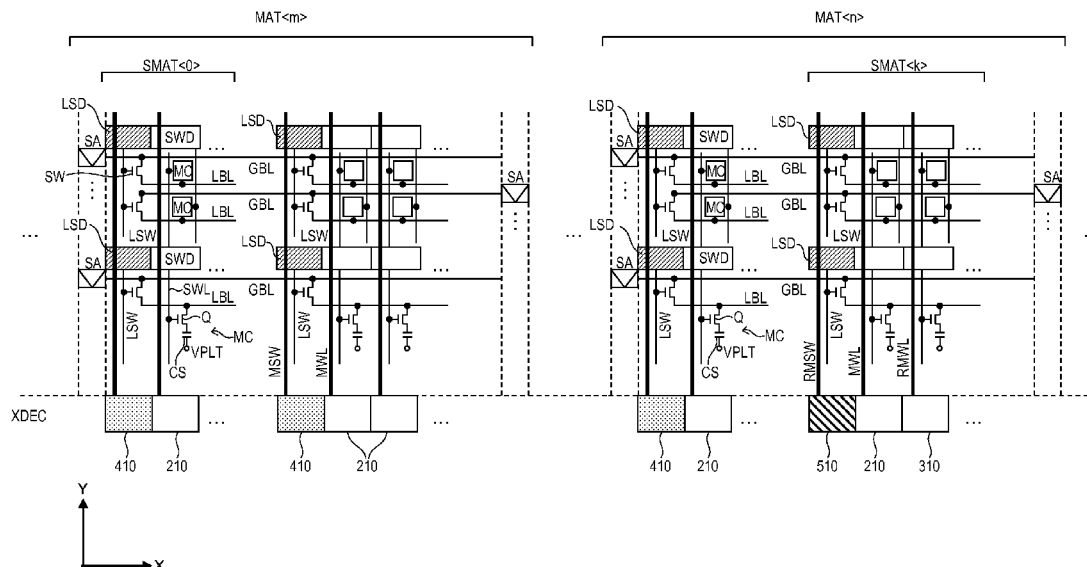 MAT<m> MAT<n>
SMAT<0> SMAT<k>
LSD LSD LSD LSD
SA SWD SA SWD
SW MC GBL SA MC GBL SA
LBL LBL
MC GBL MC GBL
LSW LBL LSW LSW LBL LSW
... ...
LSD SWD LSD LSD SWD LSD
SA SA
SWL LBL GBL LBL GBL
LSW Q LSW LSW Q LSW
MC MC
VPLT MSW MWL VPLT RMSW MWL RMWL
CS CS
XDEC
... ... ... ...
410 210 410 210 410 210 510 210 310
Y
X